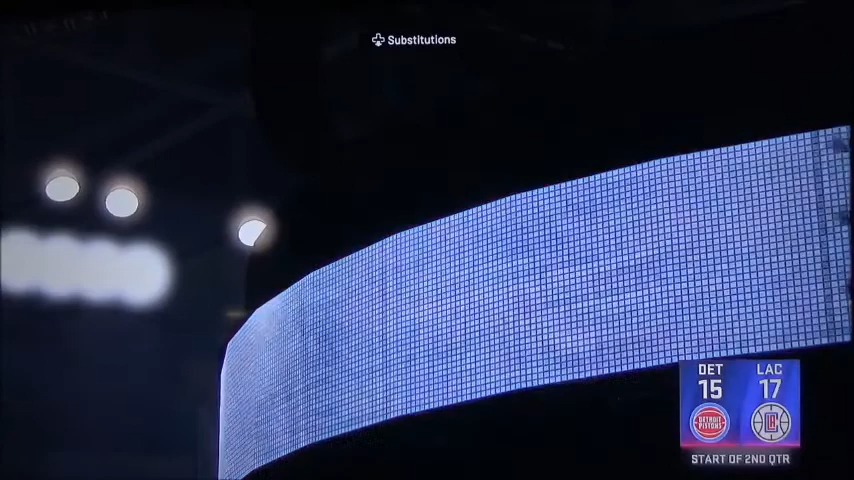 Substitutions
DET
LAC
15
17
DETROIT
PISTONS
START OF 2ND QTR